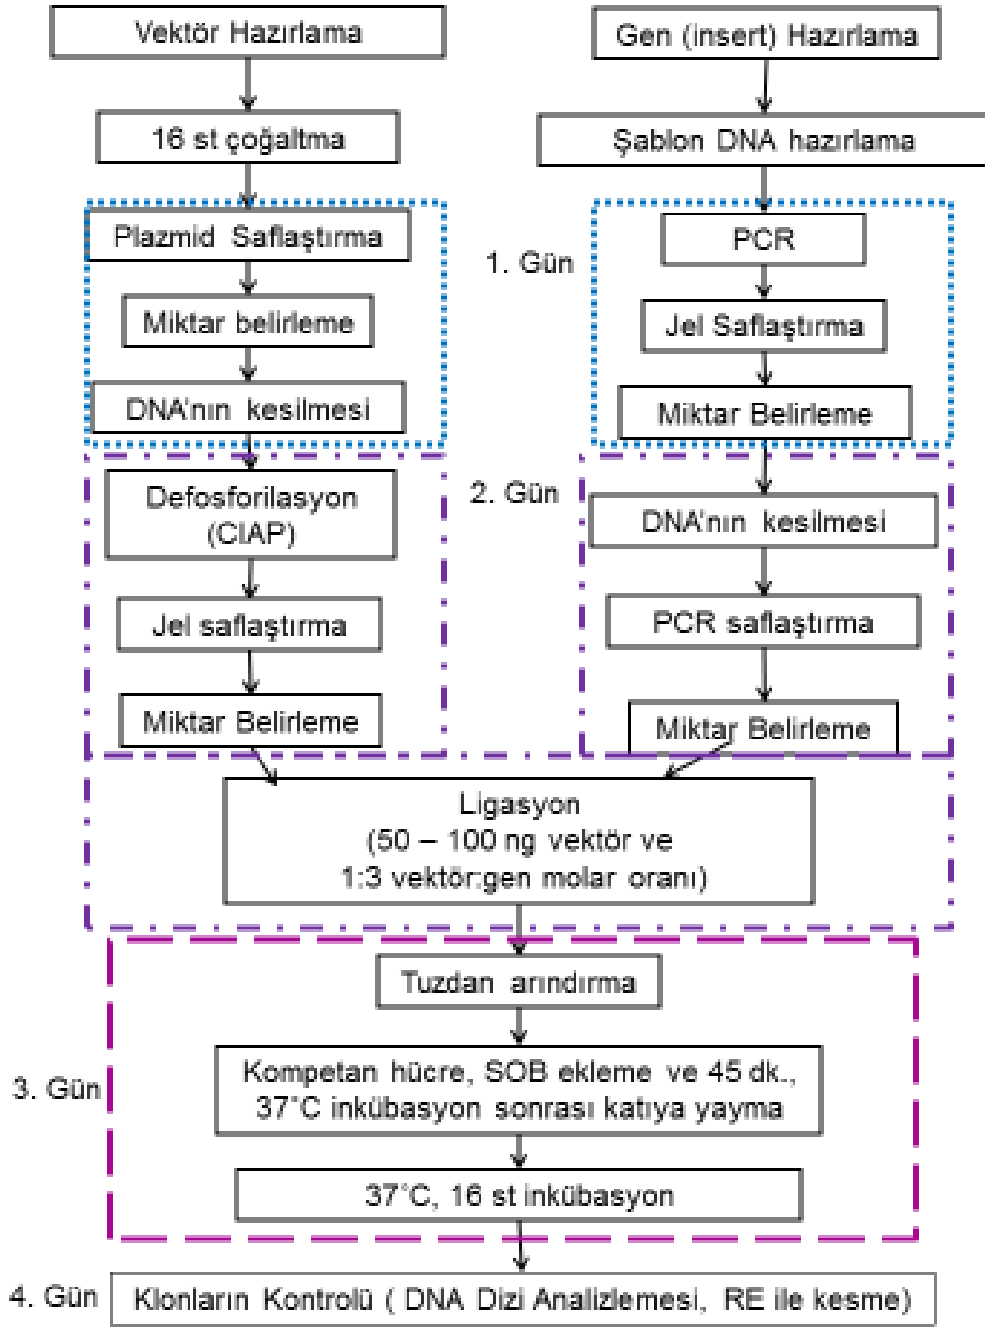 Vektör Hazırlama
16 st çoğaltma
Plazmid Saflaştırma
Miktar belirleme
DNA'nın kesilmesi
Defosforilasyon
(CIAP)
Jel saflaştırma
Miktar Belirleme
Gen (insert) Hazırlama
Şablon DNA hazırlama
1. Gün
PCR
Jel Saflaştırma
Miktar Belirleme
2. Gün
DNA'nın kesilmesi
PCR saflaştırma
Miktar Belirleme
Ligasyon
(50 – 100 ng vektör ve
1:3 vektör:gen molar oranı)
3. Gün
Tuzdan arındırma
Kompetan hücre, SOB ekleme ve 45 dk.,
37˚C inkübasyon sonrası katıya yayma
37˚C, 16 st inkübasyon
4. Gün
Klonların Kontrolü ( DNA Dizi Analizlemesi, RE ile kesme)